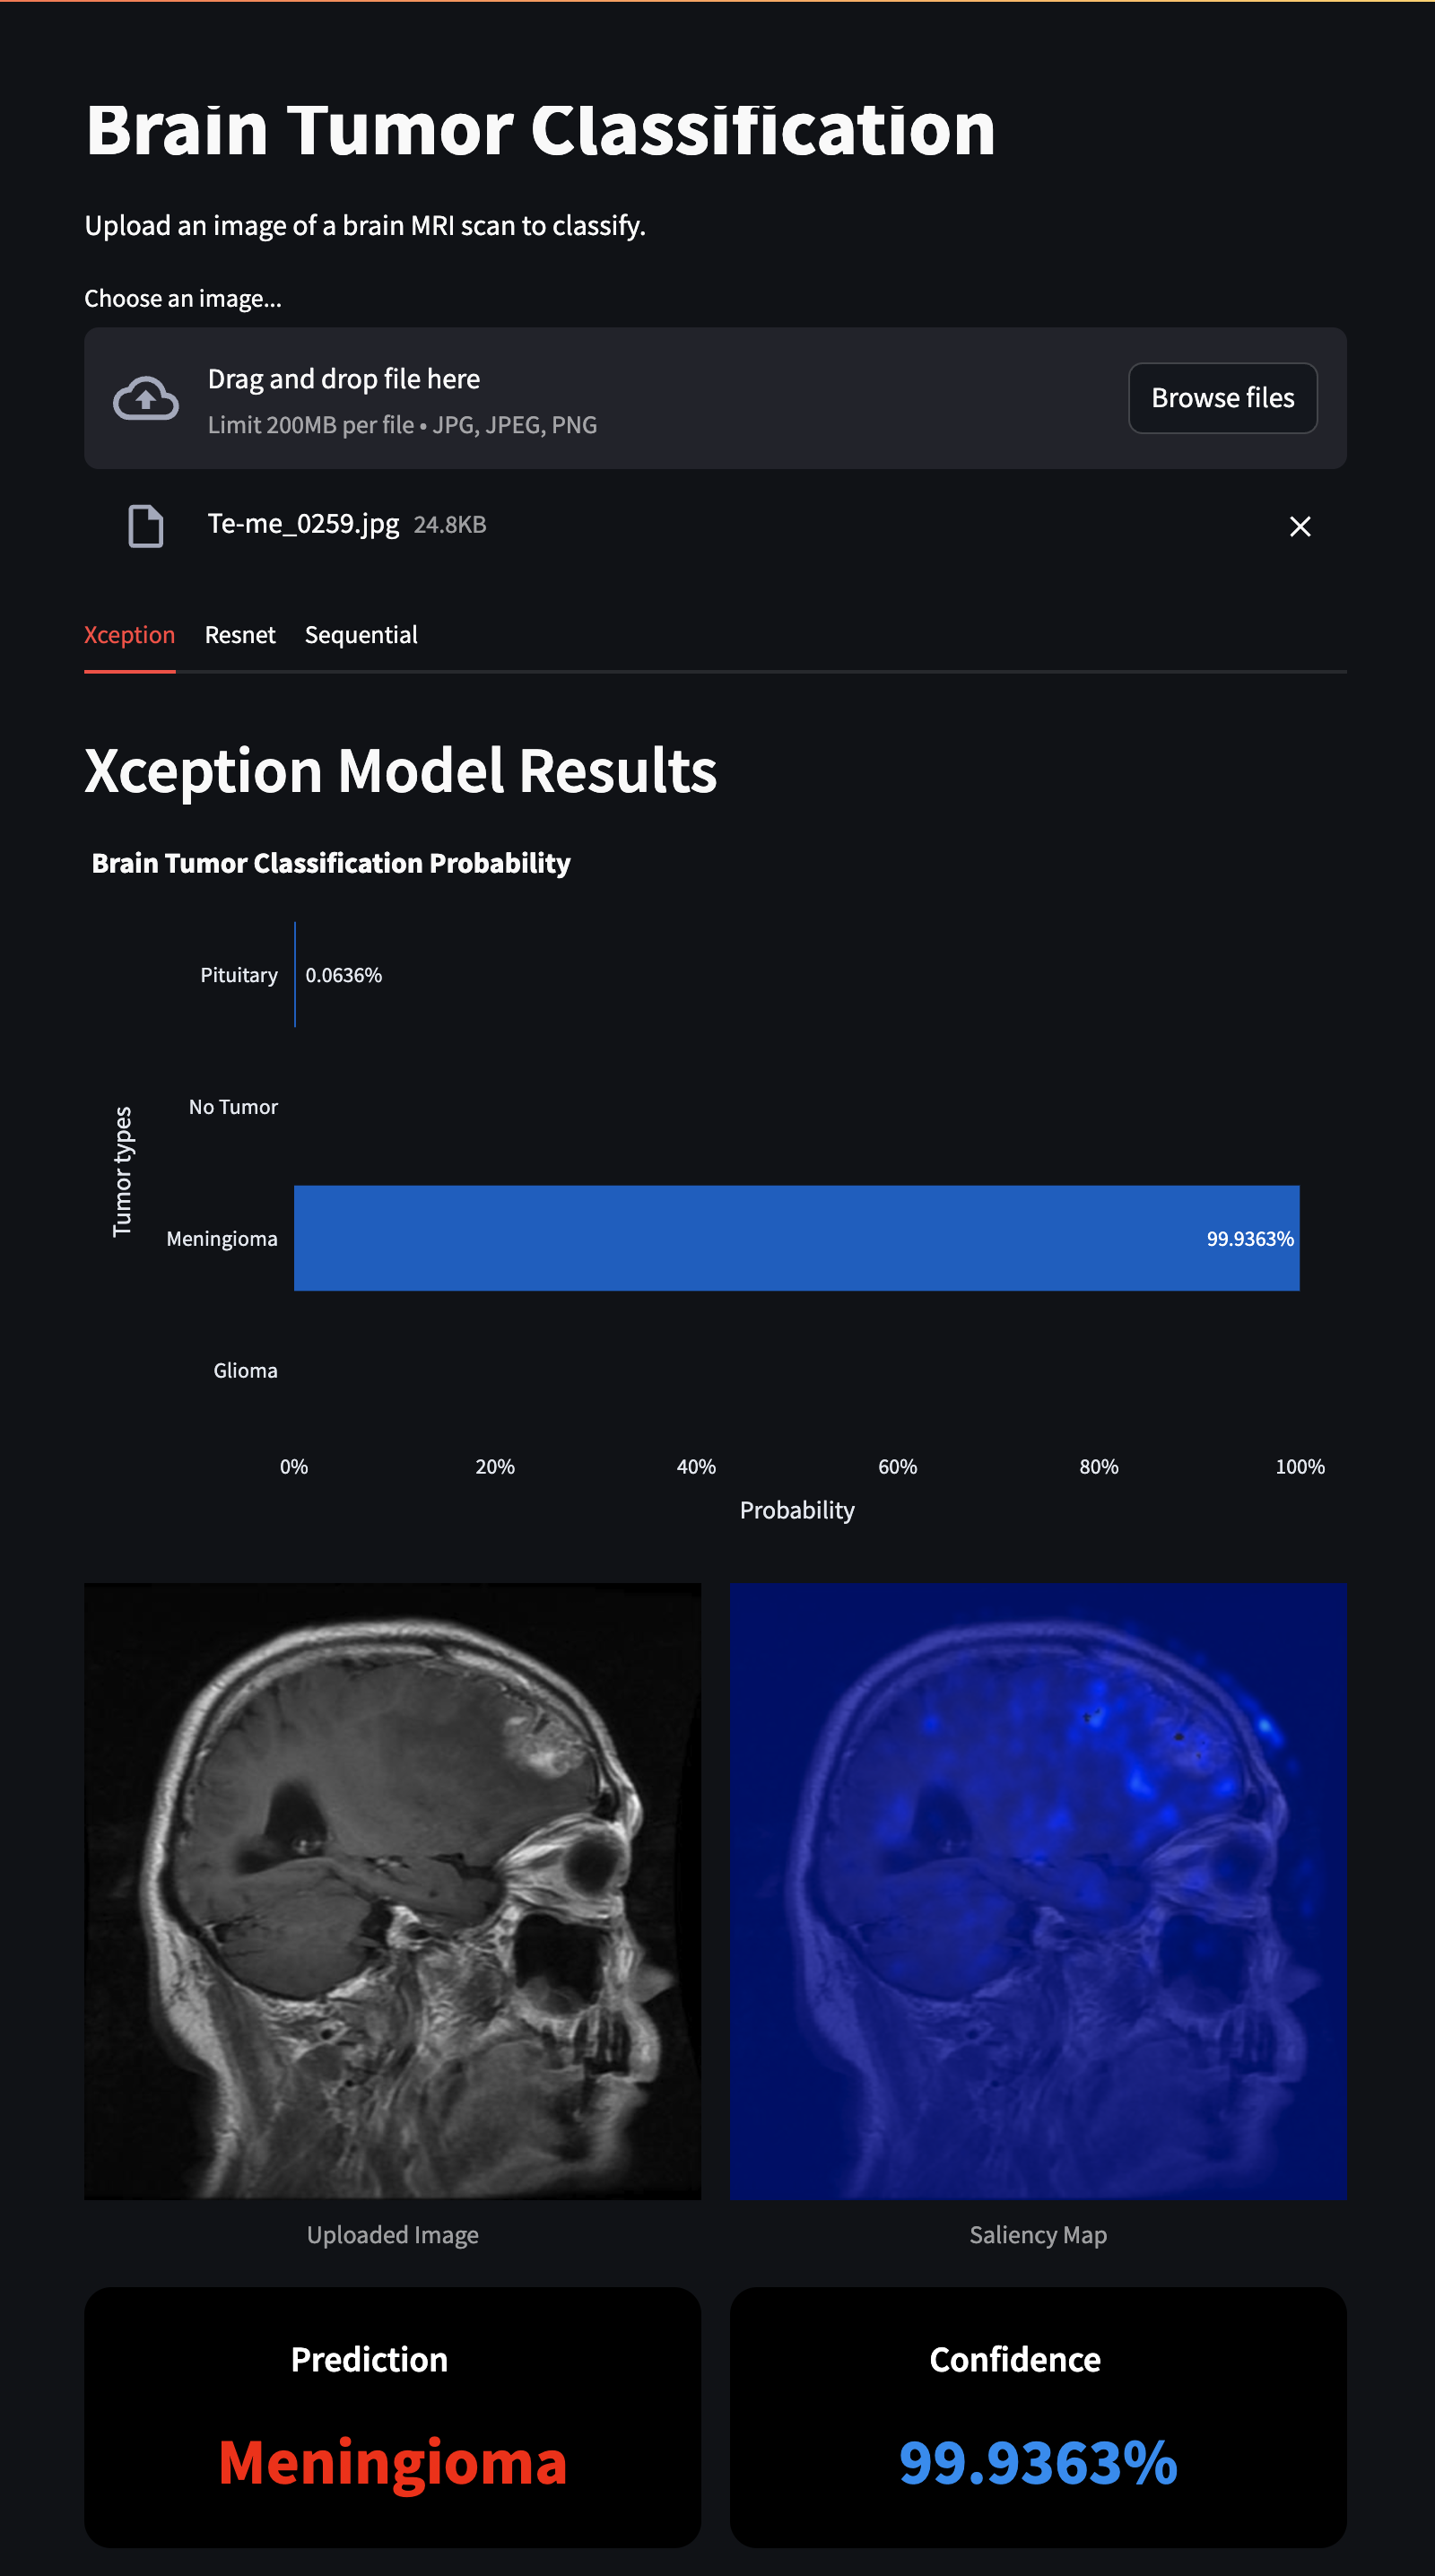 Brain Tumor Classification
Upload an image of a brain MRI scan to classify.
Choose an image...
Drag and drop file here
Limit 200MB per file • JPG, JPEG, PNG
Browse files
Te-me_0259.jpg 24.8KB
Xception Resnet Sequential
Xception Model Results
Brain Tumor Classification Probability
Tumor types
Pituitary 0.0636%
No Tumor
Meningioma 99.9363%
Glioma
0% 20% 40% 60% 80% 100%
Probability
Uploaded Image
Saliency Map
Prediction
Meningioma
Confidence
99.9363%